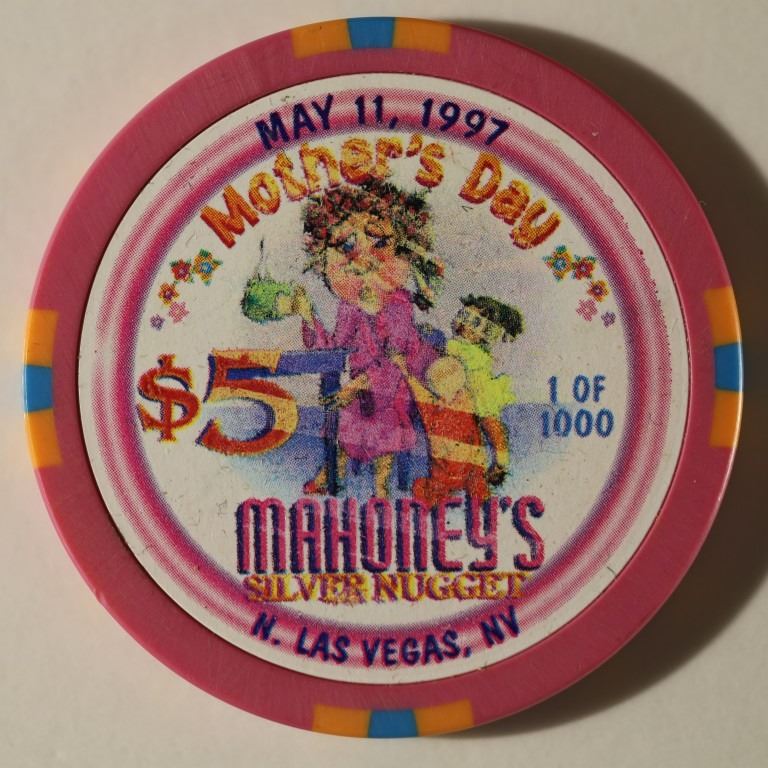 MAY 11, 1997
Mother's Day
$5
1 OF
1000
MAHONEY'S
SILVER NUGGET
N. LAS VEGAS, NV